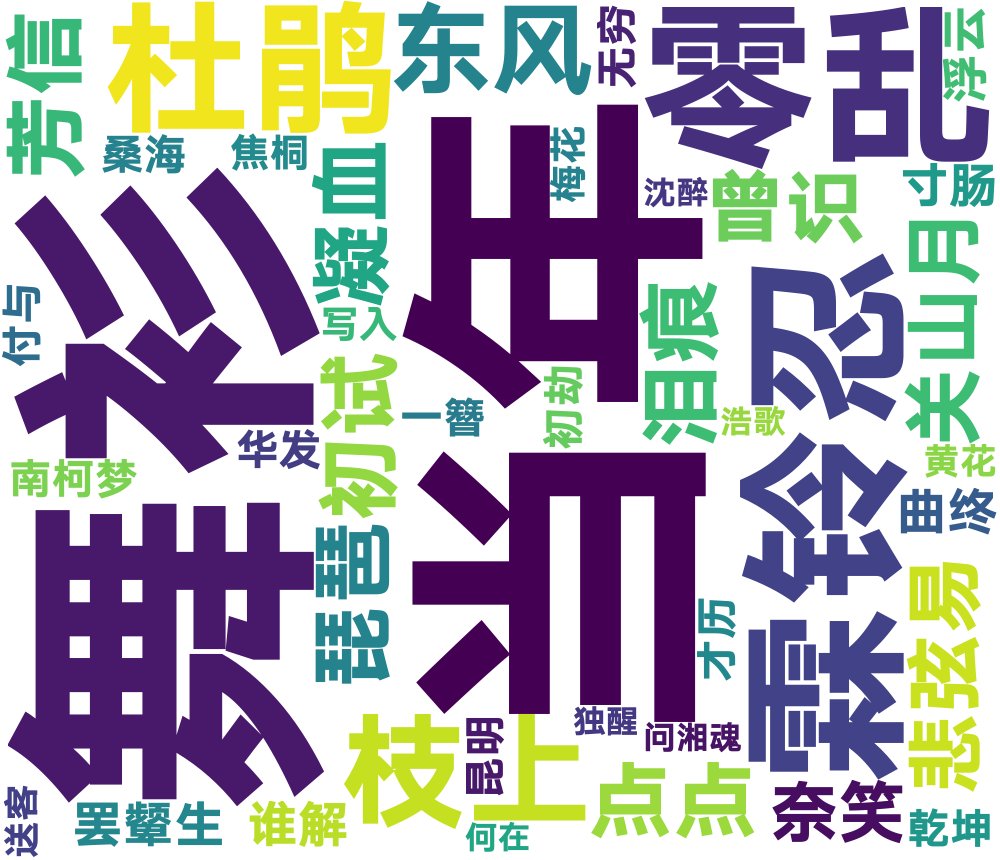 芳信
杜鹃
东风
无穷
零乱
浮云
桑海
焦桐
梅花
沈醉
曾识
寸肠
舞衫
凝血
当年
泪痕
忍
关山月
付与
写入
初试
一簪
初劫
浩歌
黄花
华发
南柯梦
霖铃
曲终
琵琶
才历
悲弦易
枝上
昆明
独醒
问湘魂
点点
奈笑
乾坤
送客
罢颦生
谁解
何在